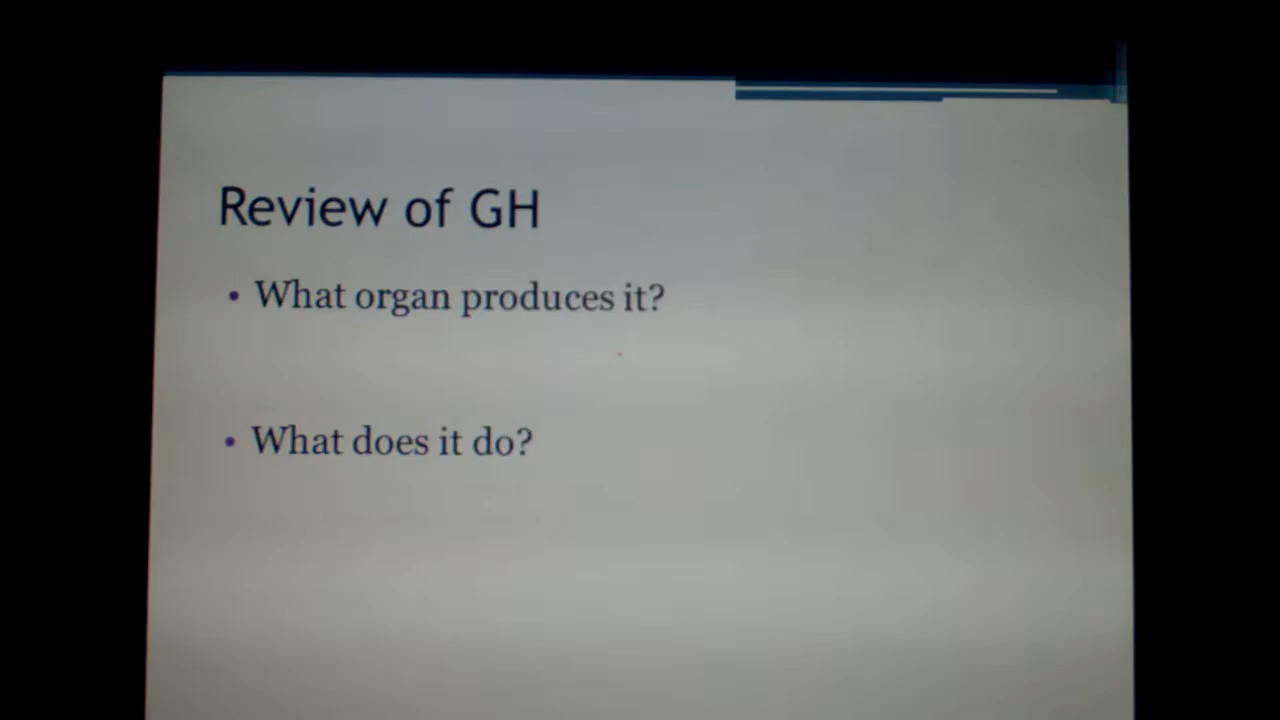 Review of GH
• What organ produces it?
• What does it do?